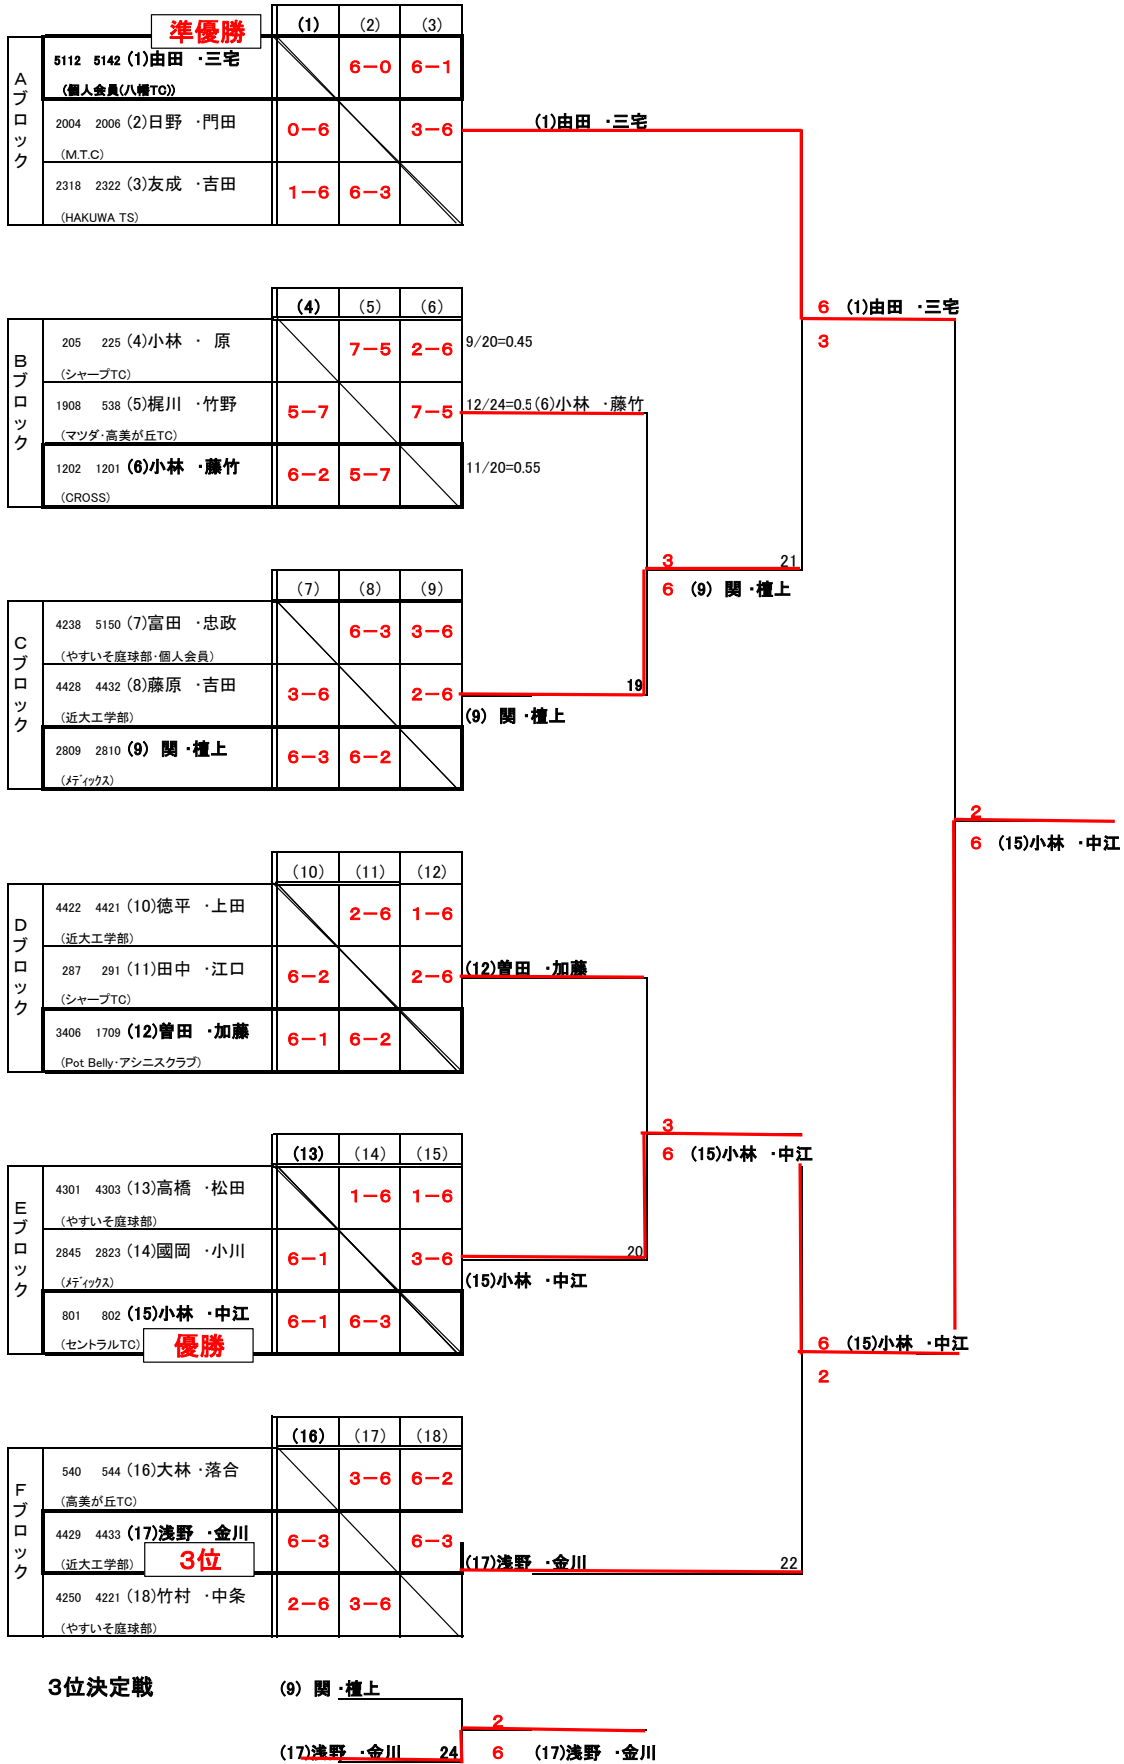 準優勝
(1) (2) (3)
Aブロック
5112 5142 (1)由田 ・三宅 6－0 6－1
(個人会員(八幡TC))
2004 2006 (2)日野 ・門田 0－6 3－6 (1)由田 ・三宅
(M.T.C)
2318 2322 (3)友成 ・吉田 1－6 6－3
(HAKUWA TS)
(4) (5) (6)
6 (1)由田 ・三宅
3
Bブロック
205 225 (4)小林 ・ 原 7－5 2－6 9/20=0.45
(シャープTC)
1908 538 (5)梶川 ・竹野 5－7 7－5 12/24=0.5 (6)小林 ・藤竹
(マツダ・高美が丘TC)
1202 1201 (6)小林 ・藤竹 6－2 5－7 11/20=0.55
(CROSS)
3 21
6 (9) 関 ・檀上
(7) (8) (9)
Cブロック
4238 5150 (7)富田 ・忠政 6－3 3－6
(やすいそ庭球部・個人会員)
4428 4432 (8)藤原 ・吉田 3－6 2－6 19
(近大工学部) (9) 関 ・檀上
2809 2810 (9) 関 ・檀上 6－3 6－2
(メディックス)
2
6 (15)小林 ・中江
(10) (11) (12)
Dブロック
4422 4421 (10)徳平 ・上田 2－6 1－6
(近大工学部)
287 291 (11)田中 ・江口 6－2 2－6 (12)曽田 ・加藤
(シャープTC)
3406 1709 (12)曽田 ・加藤 6－1 6－2
(Pot Belly・アシニスクラブ)
3
6 (15)小林 ・中江
(13) (14) (15)
Eブロック
4301 4303 (13)高橋 ・松田 1－6 1－6
(やすいそ庭球部)
2845 2823 (14)國岡 ・小川 6－1 3－6 20
(メディックス) (15)小林 ・中江
801 802 (15)小林 ・中江 6－1 6－3
(セントラルTC) 優勝
6 (15)小林 ・中江
2
(16) (17) (18)
Fブロック
540 544 (16)大林 ・落合 3－6 6－2
(高美が丘TC)
4429 4433 (17)浅野 ・金川 6－3 6－3
(近大工学部) 3位 (17)浅野 ・金川 22
4250 4221 (18)竹村 ・中条 2－6 3－6
(やすいそ庭球部)
3位決定戦 (9) 関 ・檀上
2
(17)浅野 ・金川 24 6 (17)浅野 ・金川